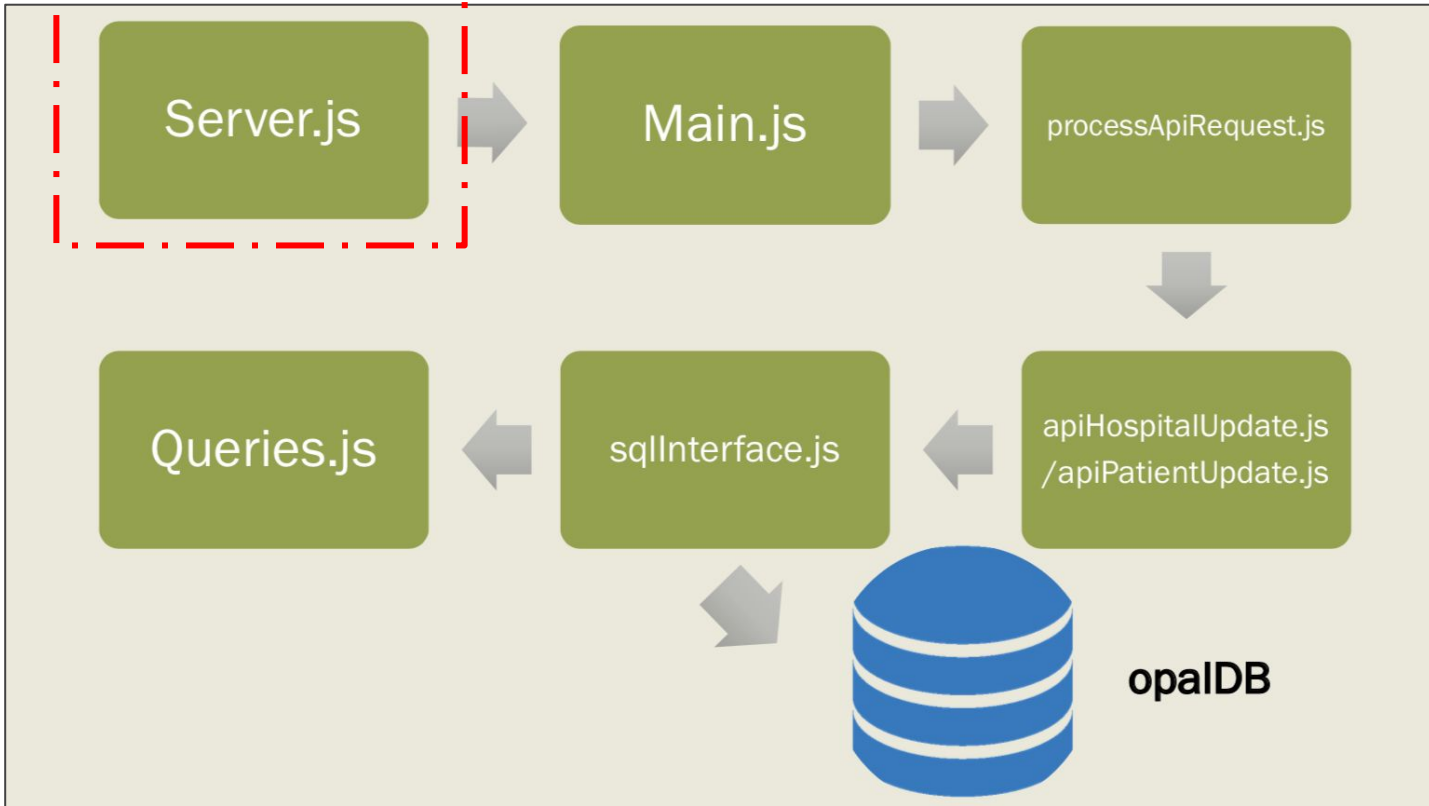 Server.js
Main.js
processApiRequest.js
Queries.js
sqlInterface.js
apiHospitalUpdate.js
/apiPatientUpdate.js
opalDB